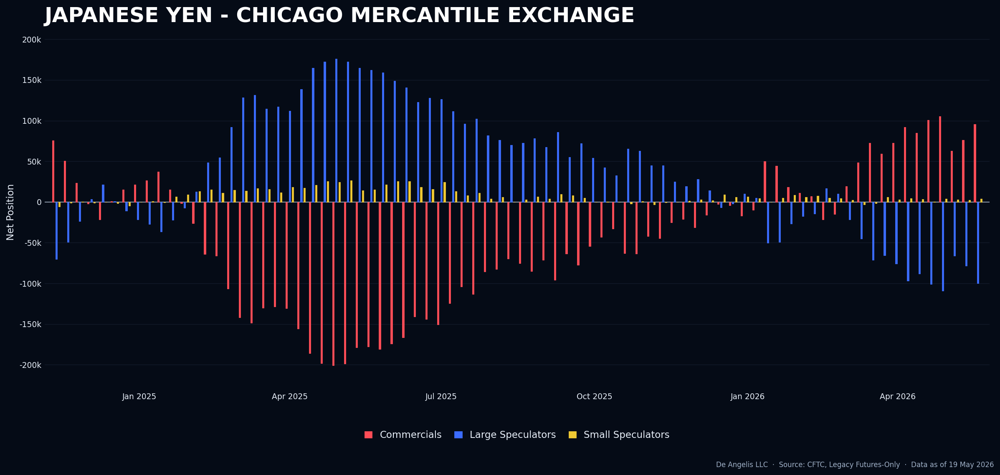 JAPANESE YEN - CHICAGO MERCANTILE EXCHANGE
Net Position
200k
150k
100k
50k
0
-50k
-100k
-150k
-200k
Jan 2025 Apr 2025 Jul 2025 Oct 2025 Jan 2026 Apr 2026
Commercials Large Speculators Small Speculators
De Angelis LLC · Source: CFTC, Legacy Futures-Only · Data as of 19 May 2026